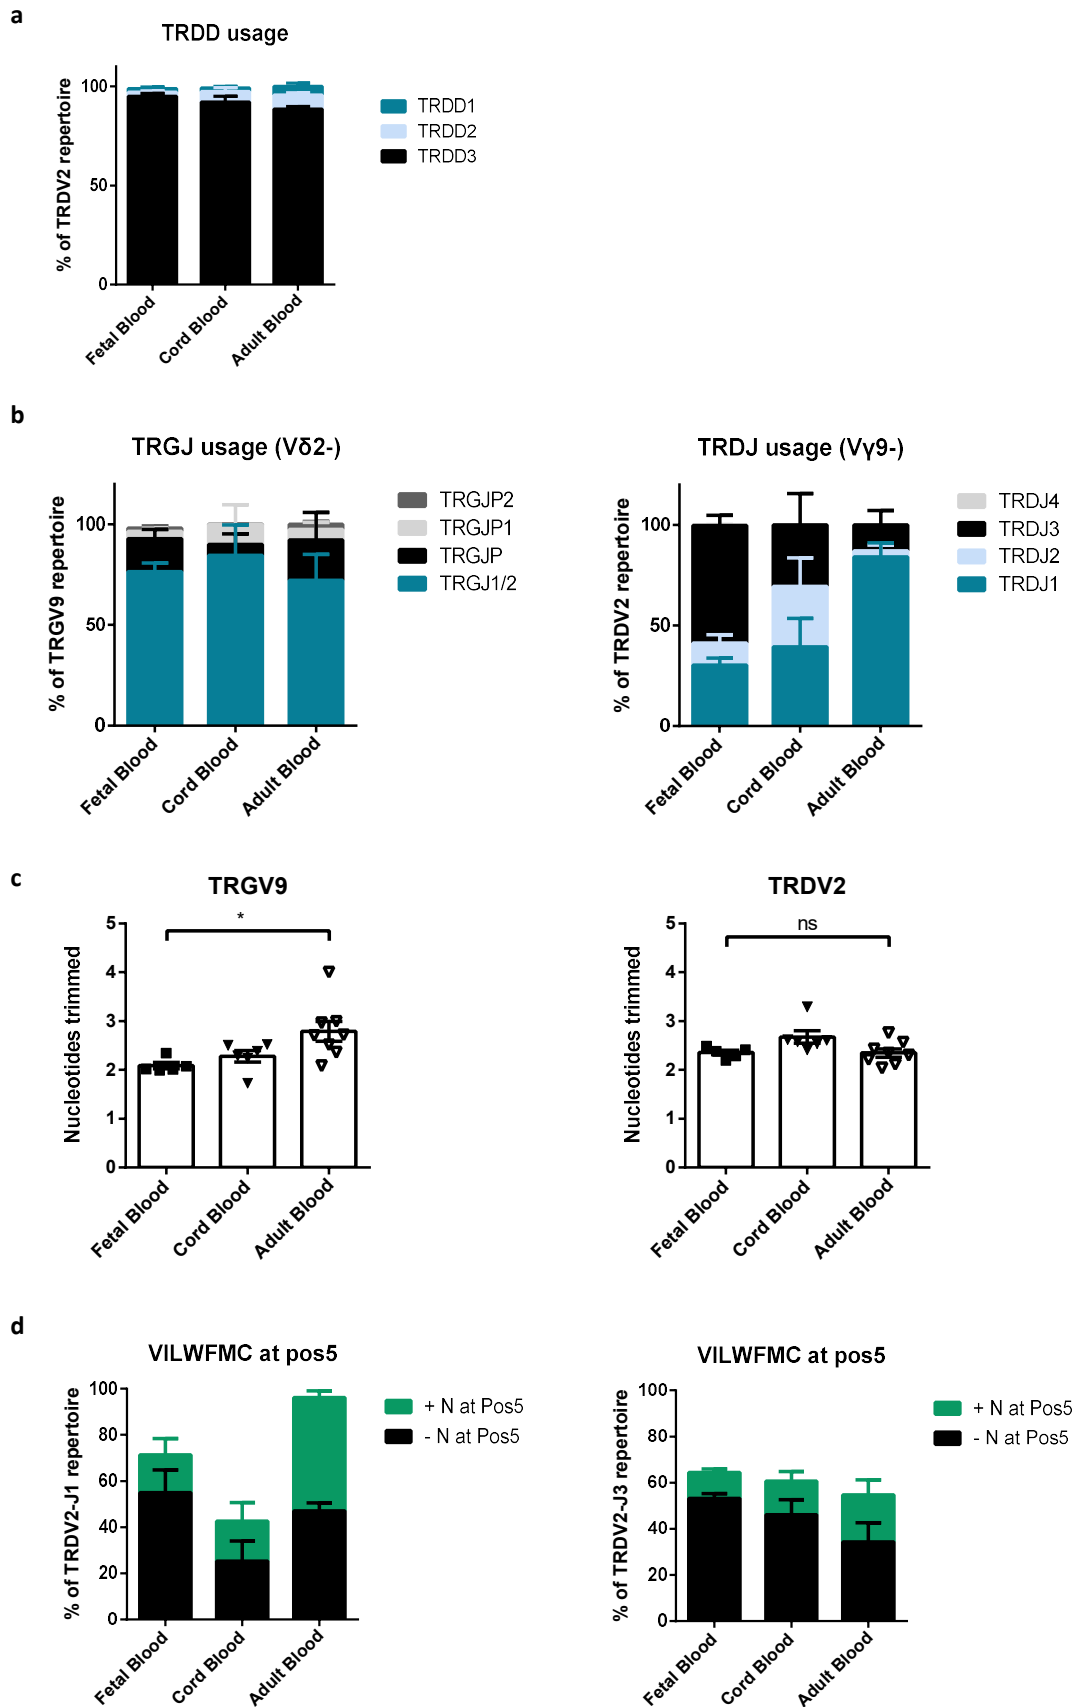 a
TRDD usage
% of TRDV2 repertoire
100
50
0
Fetal Blood
Cord Blood
Adult Blood
TRDD1
TRDD2
TRDD3
b
TRGJ usage (Vδ2-)
% of TRGV9 repertoire
100
50
0
Fetal Blood
Cord Blood
Adult Blood
TRGJP2
TRGJP1
TRGJP
TRGJ1/2
TRDJ usage (Vγ9-)
% of TRDV2 repertoire
100
50
0
Fetal Blood
Cord Blood
Adult Blood
TRDJ4
TRDJ3
TRDJ2
TRDJ1
c
TRGV9
Nucleotides trimmed
5
4
3
2
1
0
*
Fetal Blood
Cord Blood
Adult Blood
TRDV2
Nucleotides trimmed
5
4
3
2
1
0
ns
Fetal Blood
Cord Blood
Adult Blood
d
VILWFMC at pos5
% of TRDV2-J1 repertoire
100
80
60
40
20
0
Fetal Blood
Cord Blood
Adult Blood
+ N at Pos5
- N at Pos5
VILWFMC at pos5
% of TRDV2-J3 repertoire
100
80
60
40
20
0
Fetal Blood
Cord Blood
Adult Blood
+ N at Pos5
- N at Pos5